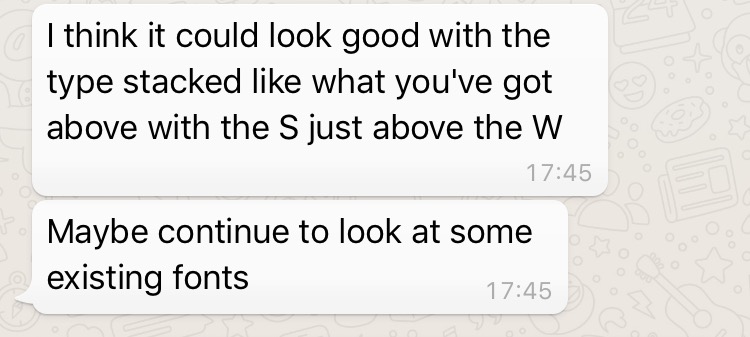 I think it could look good with the
type stacked like what you've got
above with the S just above the W
17:45
Maybe continue to look at some
existing fonts
17:45